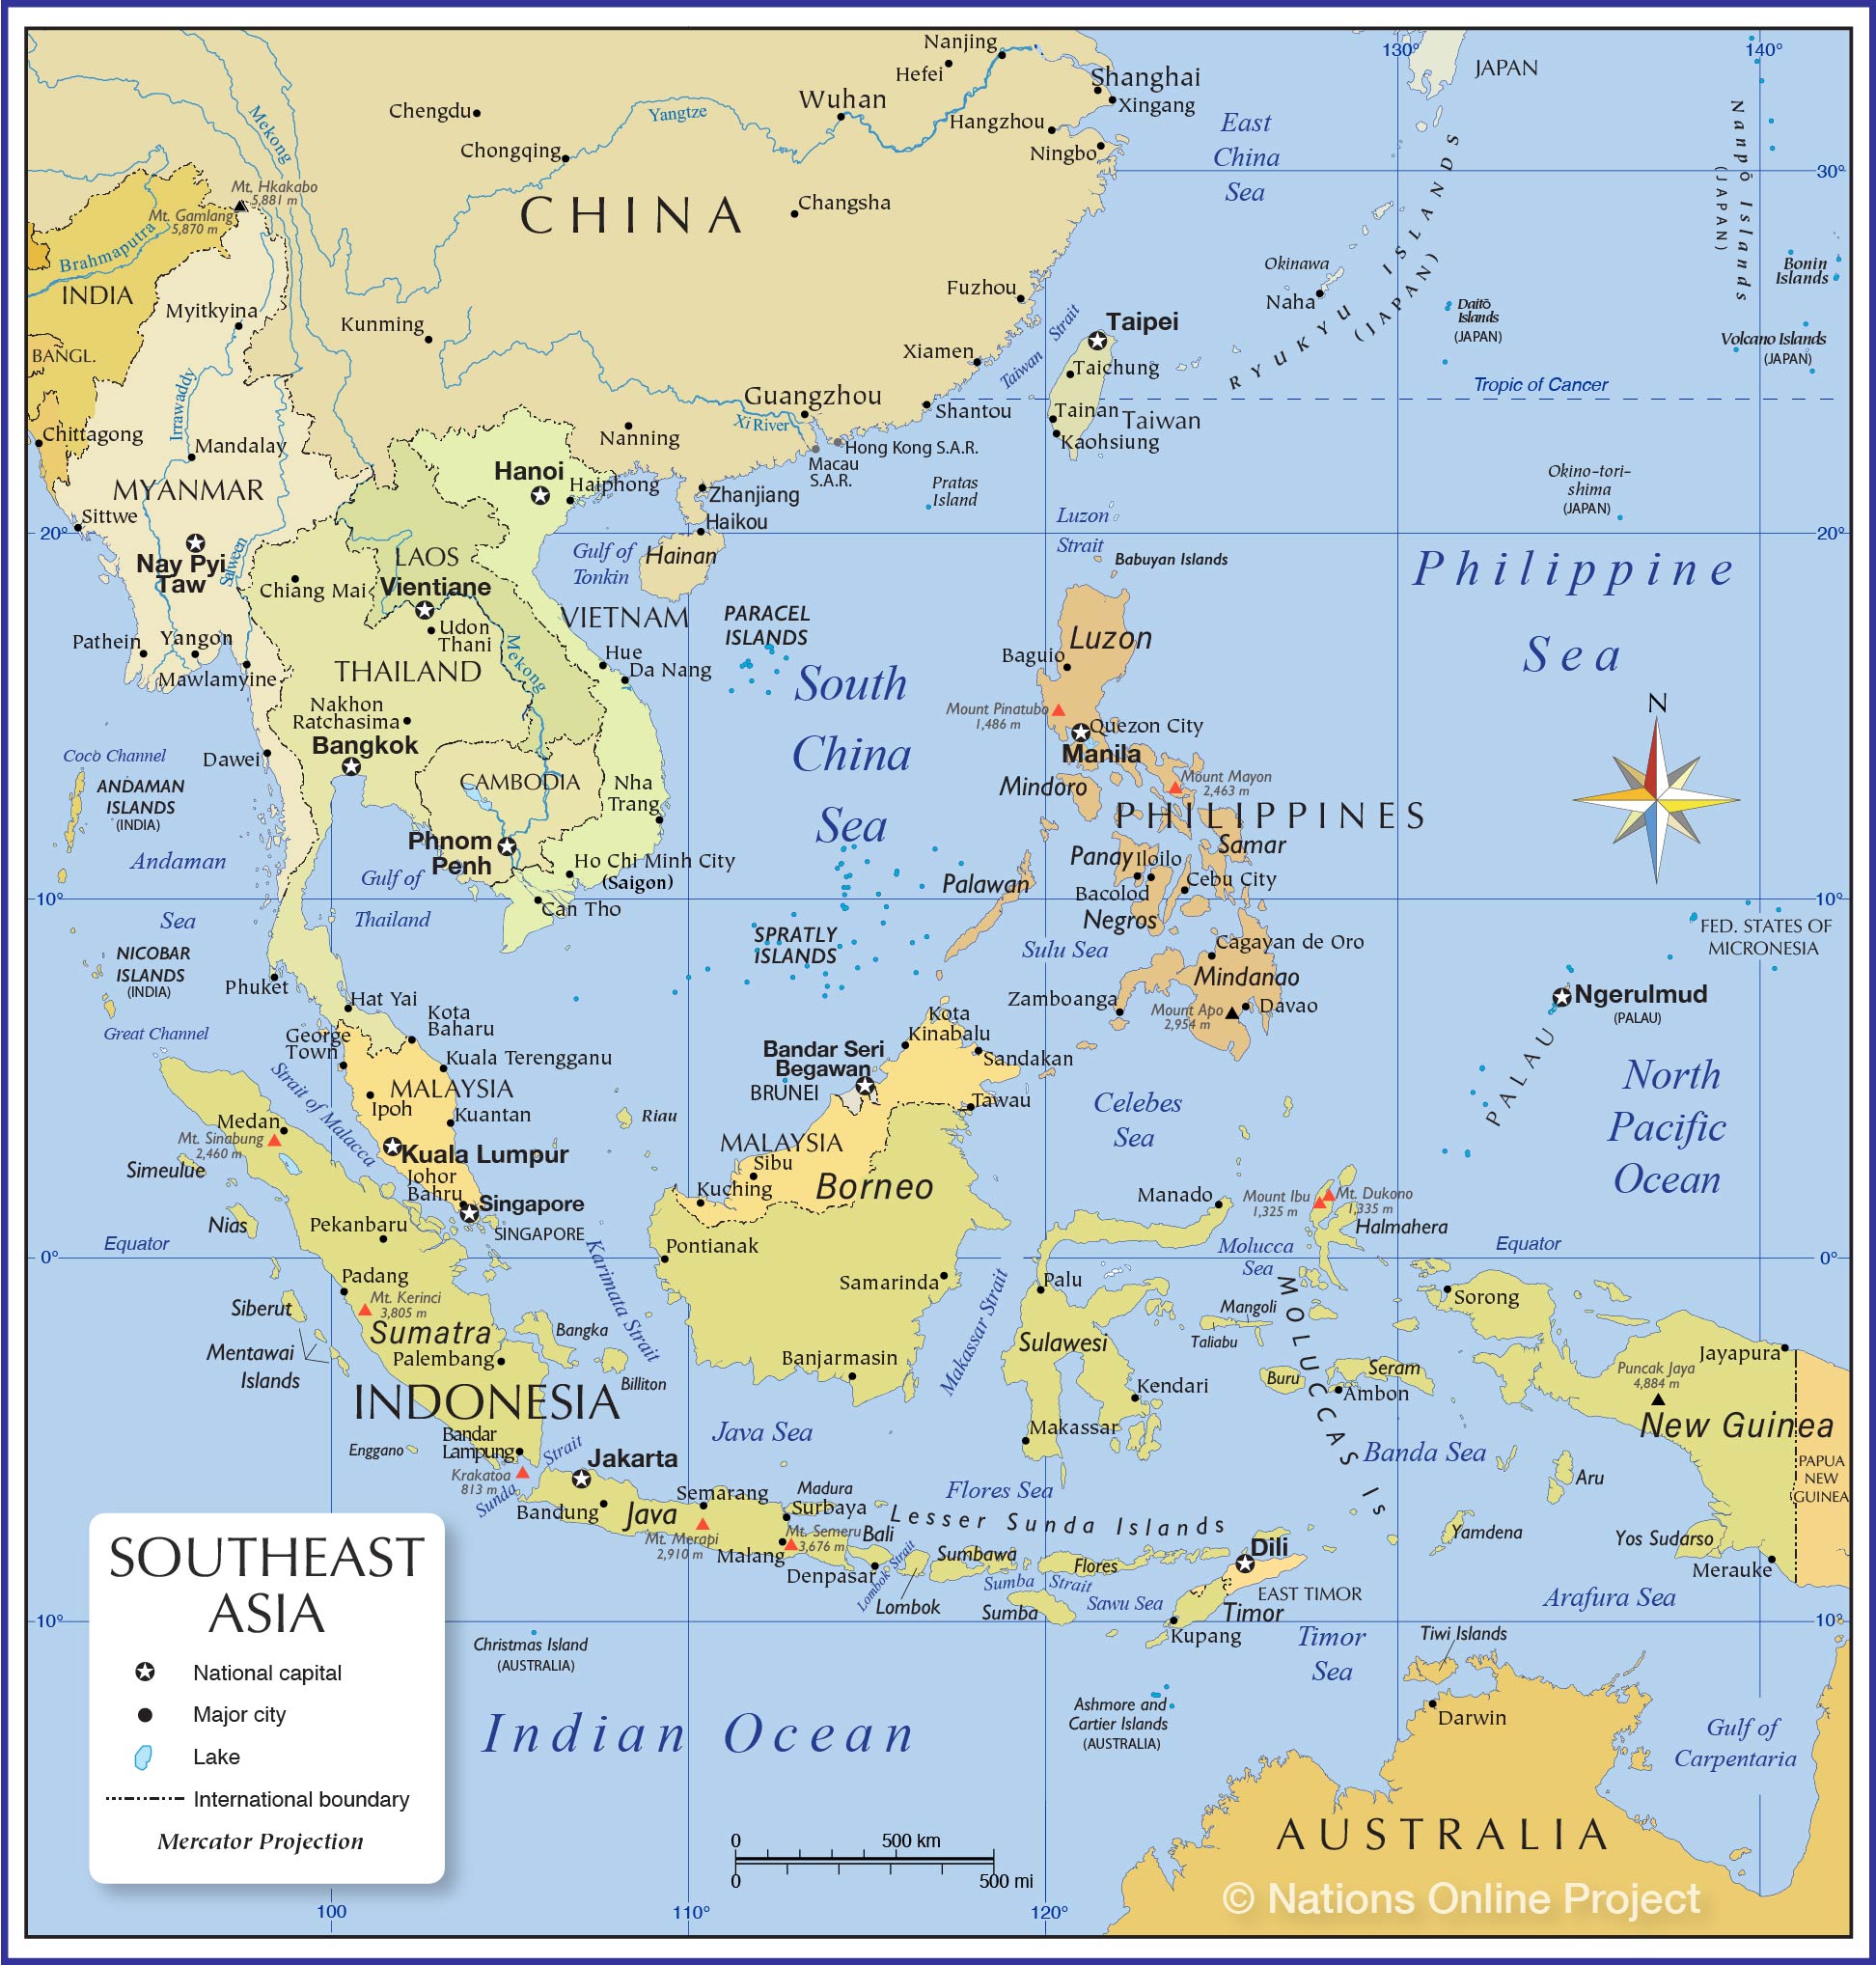 130°
140°
Nanjing
Hefei
JAPAN
Shanghai
Xingang
Chengdu
Wuhan
Yangtze
Hangzhou
Ningbo
East
China
Sea
Mekong
Chongqing
Nanpō Islands
(JAPAN)
30°
Mt. Hkakabo
5,881 m
Mt. Gamlang
5,870 m
CHINA
Changsha
RYUKYU ISLANDS
(JAPAN)
Brahmaputra
INDIA
Okinawa
Naha
Bonin
Islands
Fuzhou
Daitō
Islands
(JAPAN)
Myitkyina
Kunming
Taiwan Strait
Taipei
Volcano Islands
(JAPAN)
BANGL.
Xiamen
Taichung
Tropic of Cancer
Irrawaddy
Guangzhou
Xi River
Shantou
Tainan
Taiwan
Kaohsiung
Chittagong
Mandalay
Nanning
Hong Kong S.A.R.
Macau
S.A.R.
Hanoi
Haiphong
MYANMAR
Zhanjiang
Pratas
Island
Okino-tori-
shima
(JAPAN)
Sittwe
Haikou
Luzon
Strait
20°
20°
Nay Pyi
Taw
Salween
LAOS
Gulf of
Tonkin
Hainan
Babuyan Islands
Philippine
Sea
Chiang Mai
Vientiane
VIETNAM
PARACEL
ISLANDS
Udon
Thani
Mekong
Pathein
Yangon
Hue
Da Nang
Luzon
Baguio
Mawlamyine
THAILAND
South
China
Sea
Nakhon
Ratchasima
Mount Pinatubo
1,486 m
Quezon City
Manila
N
Bangkok
Coco Channel
Dawei
ANDAMAN
ISLANDS
(INDIA)
CAMBODIA
Nha
Trang
Mindoro
Mount Mayon
2,463 m
PHILIPPINES
Phnom
Penh
Samar
Andaman
Sea
Ho Chi Minh City
(Saigon)
Panay
Iloilo
Gulf of
Thailand
Palawan
Bacolod
Cebu City
10°
10°
Can Tho
Negros
FED. STATES OF
MICRONESIA
SPRATLY
ISLANDS
Sulu Sea
Cagayan de Oro
NICOBAR
ISLANDS
(INDIA)
Mindanao
Phuket
Hat Yai
Zamboanga
Mount Apo
2,954 m
Davao
Ngerulmud
(PALAU)
PALAU
Great Channel
George
Town
Kota
Baharu
Kota
Kinabalu
Kuala Terengganu
Bandar Seri
Begawan
BRUNEI
Sandakan
Strait of Malacca
MALAYSIA
Ipoh
Kuantan
Riau
Tawau
Celebes
Sea
North
Pacific
Ocean
Medan
Mt. Sinabung
2,460 m
Simeulue
Kuala Lumpur
MALAYSIA
Sibu
Borneo
Kuching
Johor
Bahru
Singapore
SINGAPORE
Nias
Pekanbaru
Manado
Mount Ibu
1,325 m
Mt. Dukono
1,335 m
Halmahera
Equator
0°
Karimata Strait
Pontianak
Molucca
Sea
Equator
0°
Padang
Mt. Kerinci
3,805 m
Siberut
Samarinda
Makassar Strait
Palu
MOLUCCAS Is
Sorong
Sumatra
Bangka
Sulawesi
Mangoli
Taliabu
Mentawai
Islands
Palembang
Banjarmasin
Jayapura
Billiton
Buru
Seram
Ambon
Puncak Jaya
4,884 m
INDONESIA
Kendari
New Guinea
Enggano
Bandar
Lampung
Java Sea
Makassar
Banda Sea
Sunda Strait
Krakatoa
813 m
Jakarta
Aru
PAPUA
NEW
GUINEA
Flores Sea
Bandung
Java
Semarang
Madura
Surbaya
Lesser Sunda Islands
Mt. Merapi
2,910 m
Malang
Mt. Semeru
3,676 m
Bali
Denpasar
Lombok Strait
Lombok
Sumbawa
Flores
Dili
EAST TIMOR
Timor
Yamdena
Yos Sudarso
Merauke
Sumba Strait
Sumba
Sawu Sea
Kupang
Arafura Sea
10°
10°
Timor
Sea
Tiwi Islands
Christmas Island
(AUSTRALIA)
Ashmore and
Cartier Islands
(AUSTRALIA)
Darwin
Gulf of
Carpentaria
Indian Ocean
AUSTRALIA
SOUTHEAST
ASIA
National capital
Major city
Lake
International boundary
Mercator Projection
0 500 km
0 500 mi
© Nations Online Project
100
110°
120°